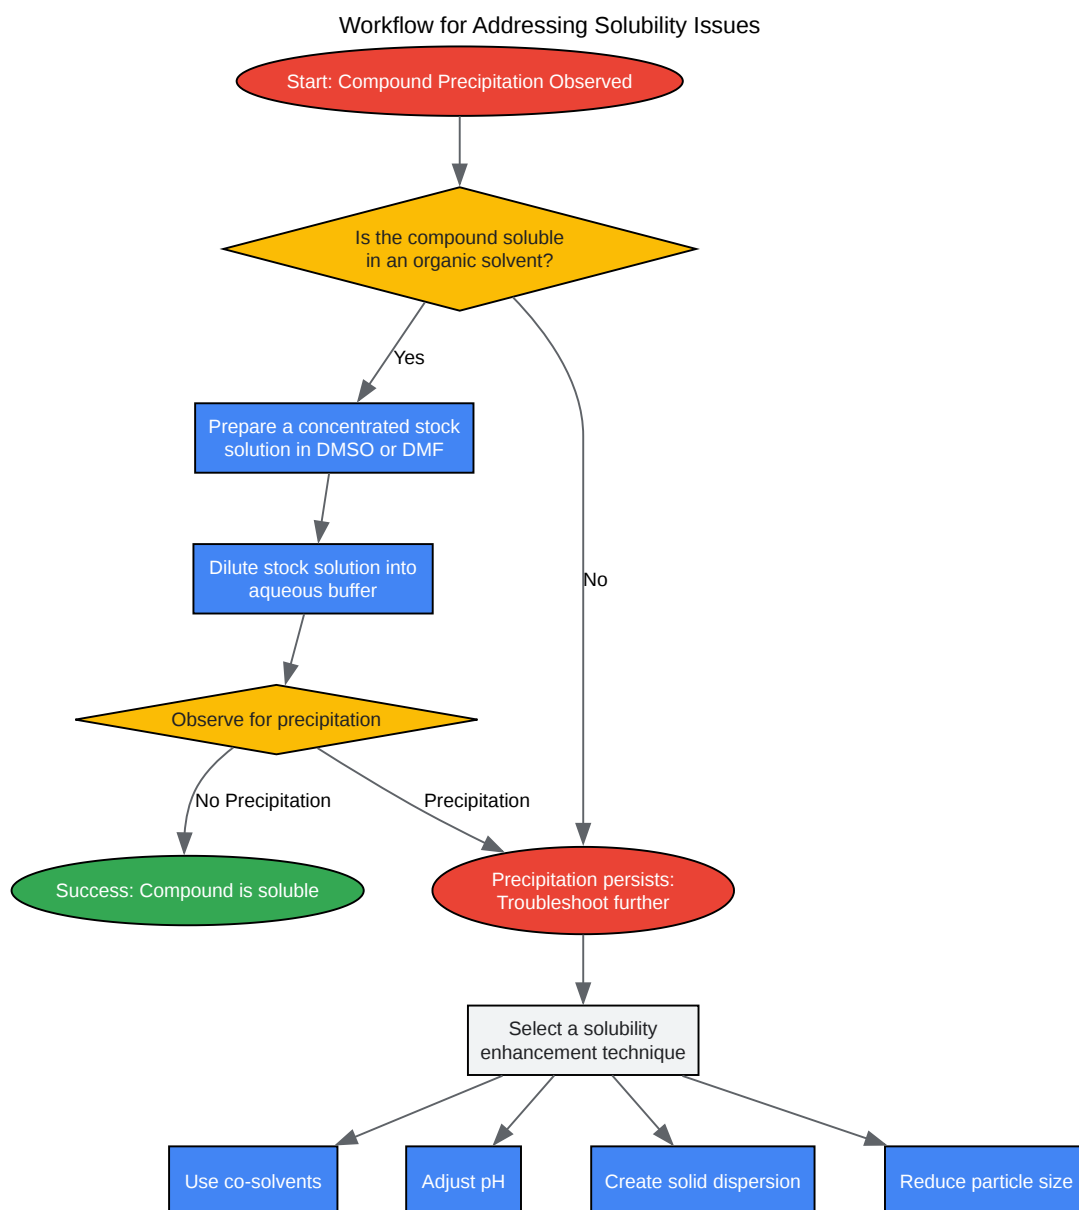 Workflow for Addressing Solubility Issues
Start: Compound Precipitation Observed
Is the compound soluble
in an organic solvent?
Yes
Prepare a concentrated stock
solution in DMSO or DMF
Dilute stock solution into
aqueous buffer
No
Observe for precipitation
No Precipitation
Precipitation
Success: Compound is soluble
Precipitation persists:
Troubleshoot further
Select a solubility
enhancement technique
Use co-solvents
Adjust pH
Create solid dispersion
Reduce particle size